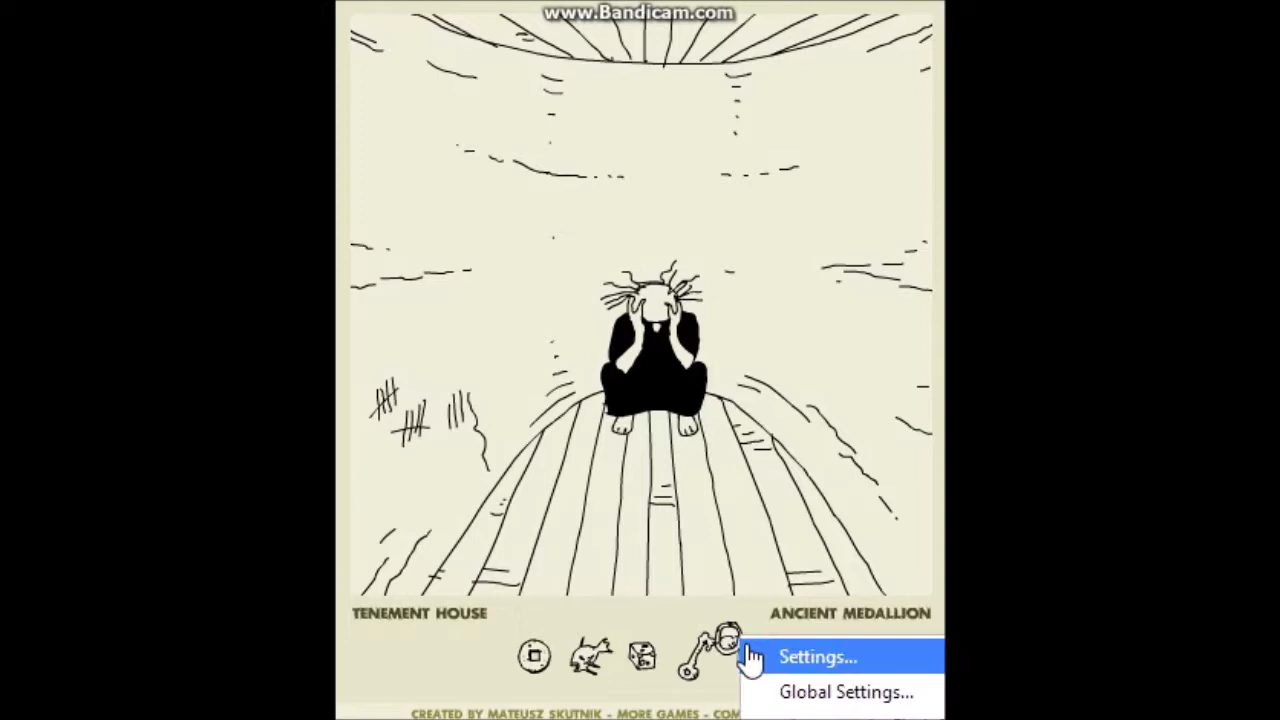 www.Bandicam.com
TENEMENT HOUSE
ANCIENT MEDALLION
Settings...
Global Settings...
CREATED BY MATEUSZ SKUTNIK - MORE GAMES - COM